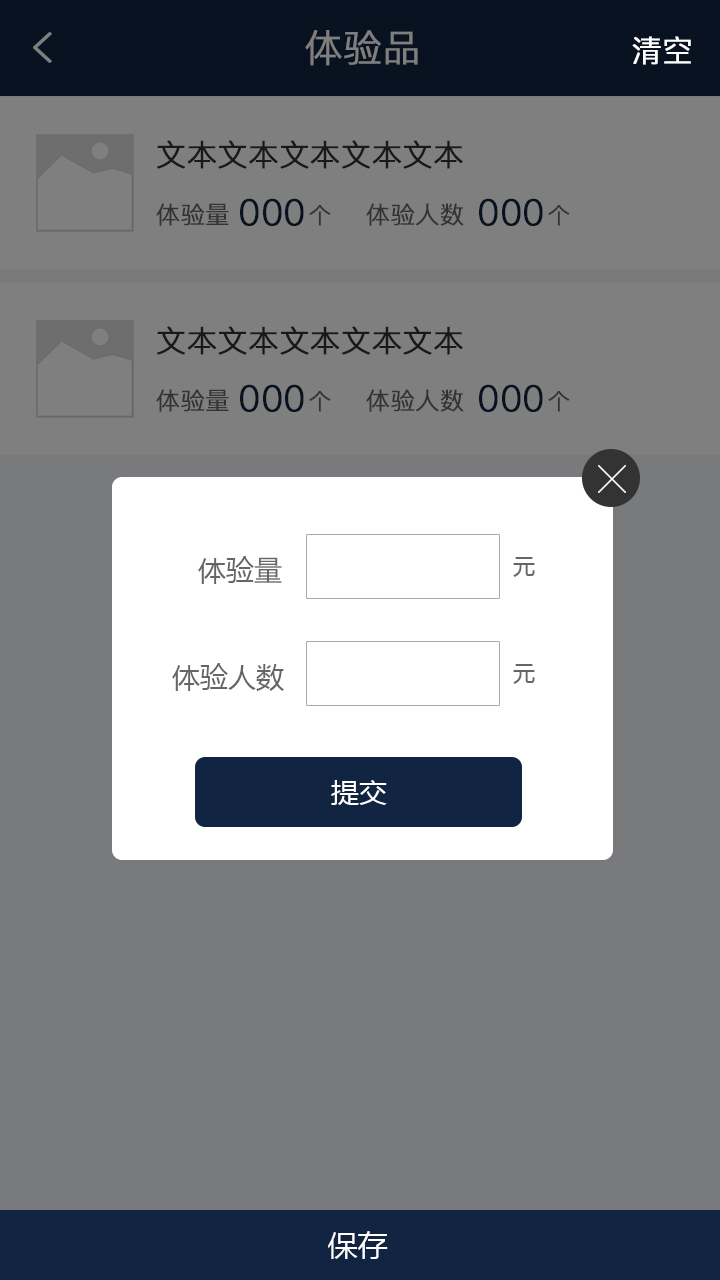 体验品
清空
文本文本文本文本文本
体验量 000个 体验人数 000个
文本文本文本文本文本
体验量 000个 体验人数 000个
体验量 元
体验人数 元
提交
保存